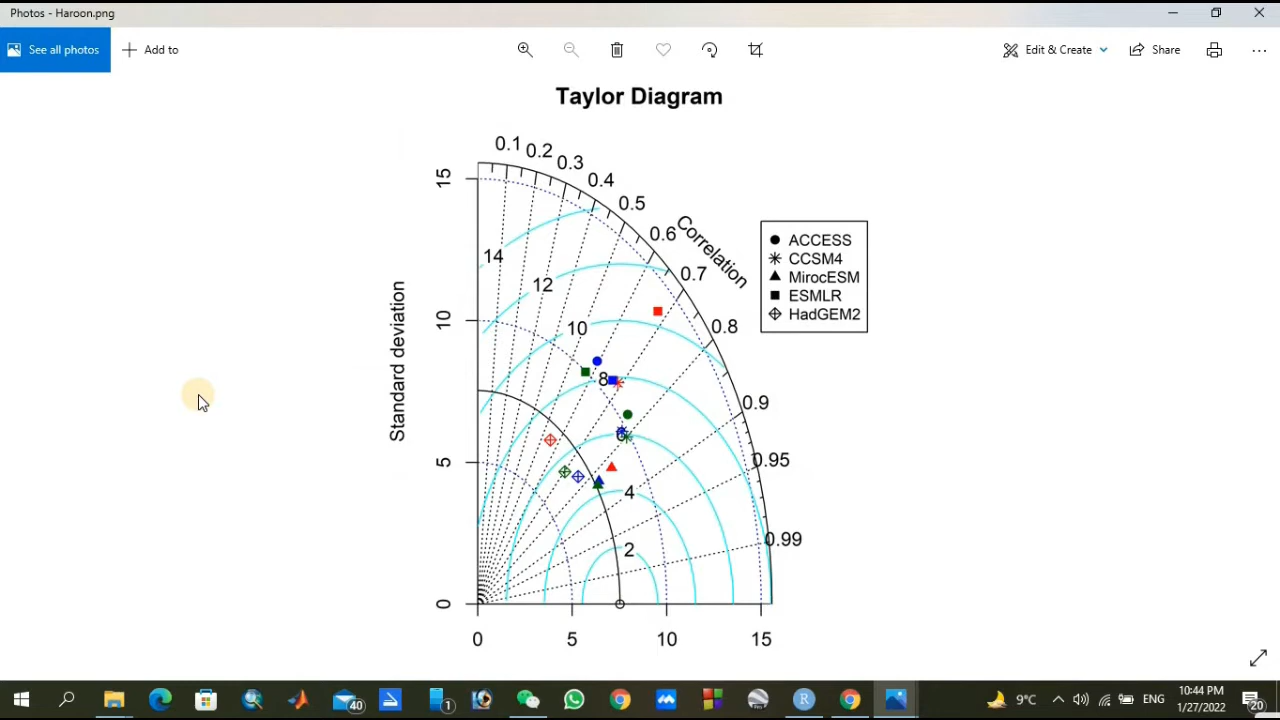 Photos - Haroon.png
See all photos
Add to
Edit & Create
Share
Taylor Diagram
0.1 0.2 0.3 0.4 0.5 0.6 0.7 0.8 0.9 0.95 0.99
Correlation
Standard deviation
15
10
5
0
14
12
10
8
6
4
2
0 5 10 15
ACCESS
CCSM4
MirocESM
ESMLR
HadGEM2
40
1
9°C
ENG
10:44 PM
1/27/2022
20